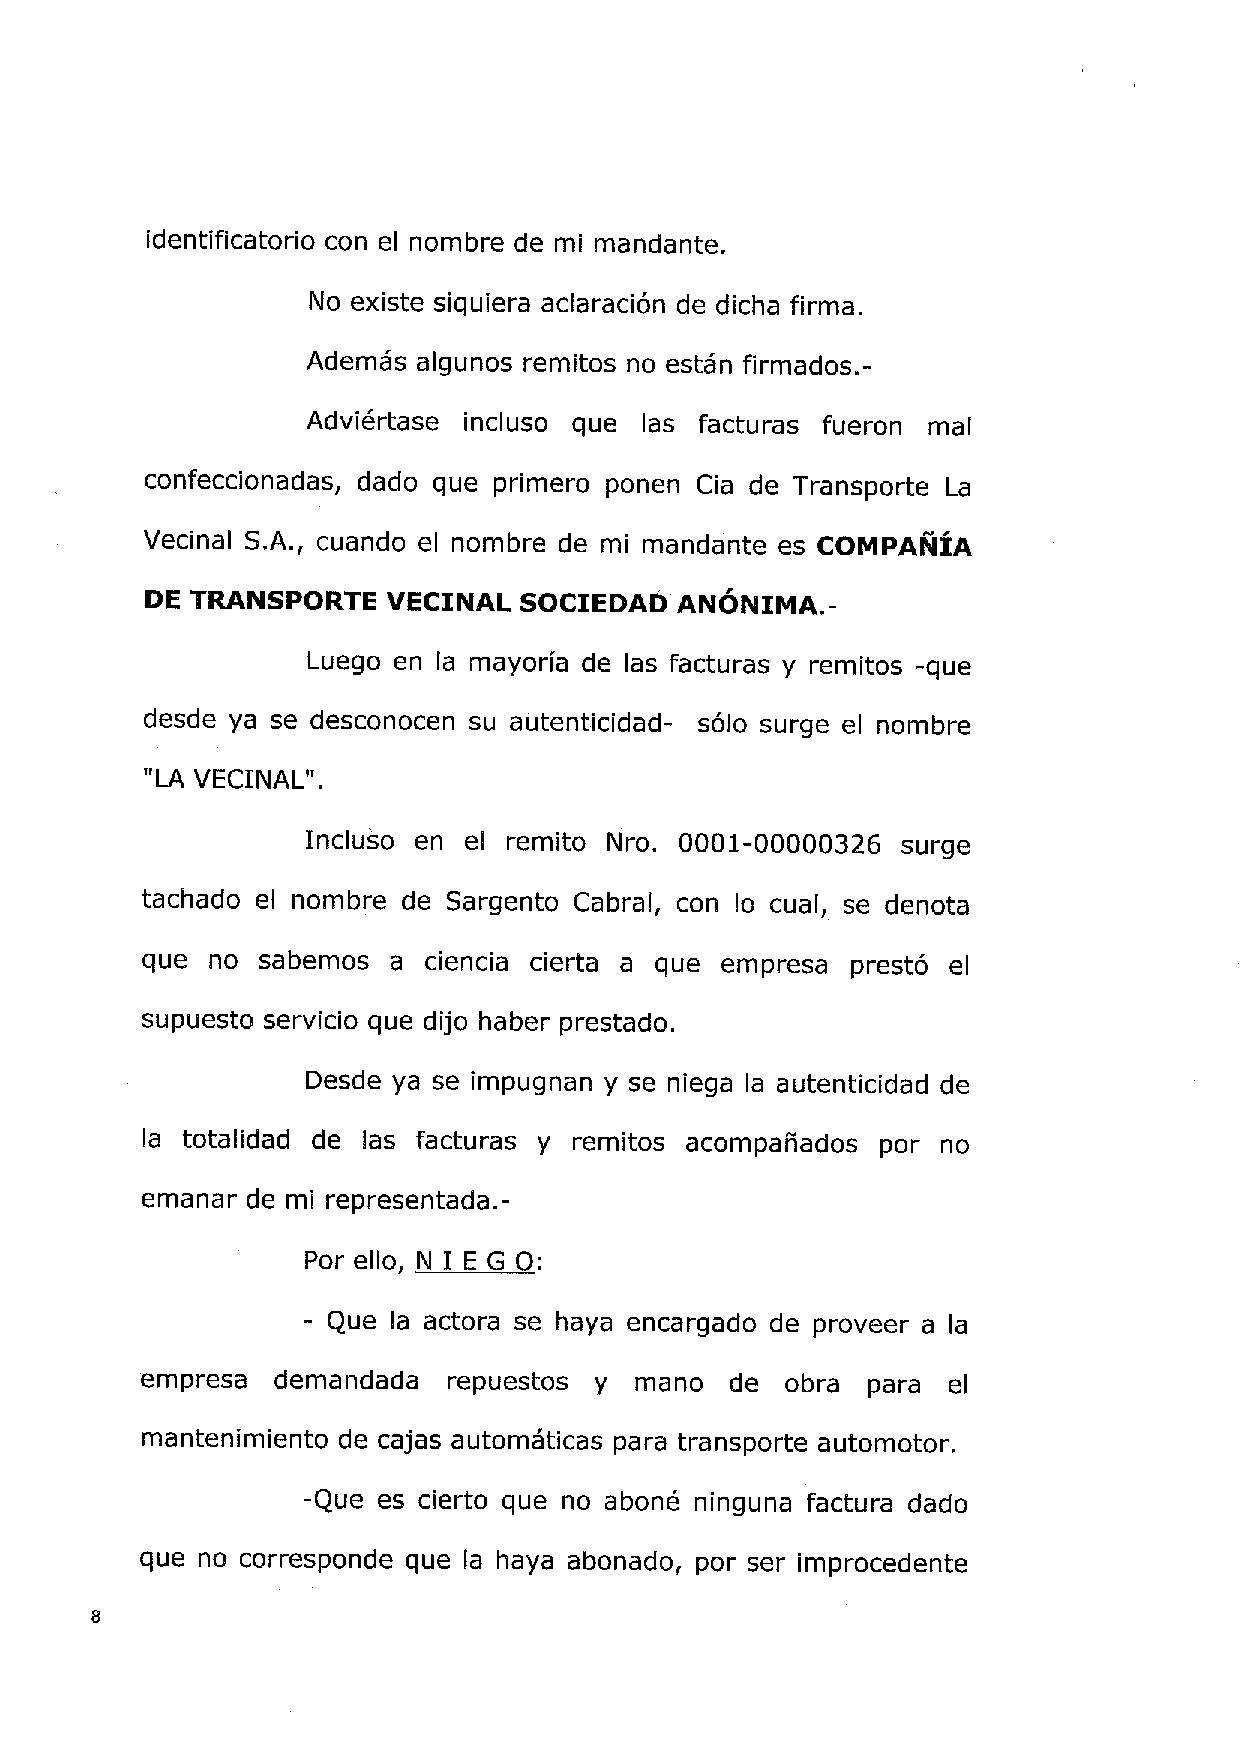 identificatorio con el nombre de mi mandante.
No existe siquiera aclaración de dicha firma.
Además algunos remitos no están firmados.-
Adviértase incluso que las facturas fueron mal
confeccionadas, dado que primero ponen Cia de Transporte La
Vecinal S.A., cuando el nombre de mi mandante es COMPAÑÍA
DE TRANSPORTE VECINAL SOCIEDAD ANÓNIMA.-
Luego en la mayoría de las facturas y remitos -que
desde ya se desconocen su autenticidad- sólo surge el nombre
"LA VECINAL".
Incluso en el remito Nro. 0001-00000326 surge
tachado el nombre de Sargento Cabral, con lo cual, se denota
que no sabemos a ciencia cierta a que empresa prestó el
supuesto servicio que dijo haber prestado.
Desde ya se impugnan y se niega la autenticidad de
la totalidad de las facturas y remitos acompañados por no
emanar de mi representada.-
Por ello, N I E G O:
- Que la actora se haya encargado de proveer a la
empresa demandada repuestos y mano de obra para el
mantenimiento de cajas automáticas para transporte automotor.
-Que es cierto que no aboné ninguna factura dado
que no corresponde que la haya abonado, por ser improcedente
8